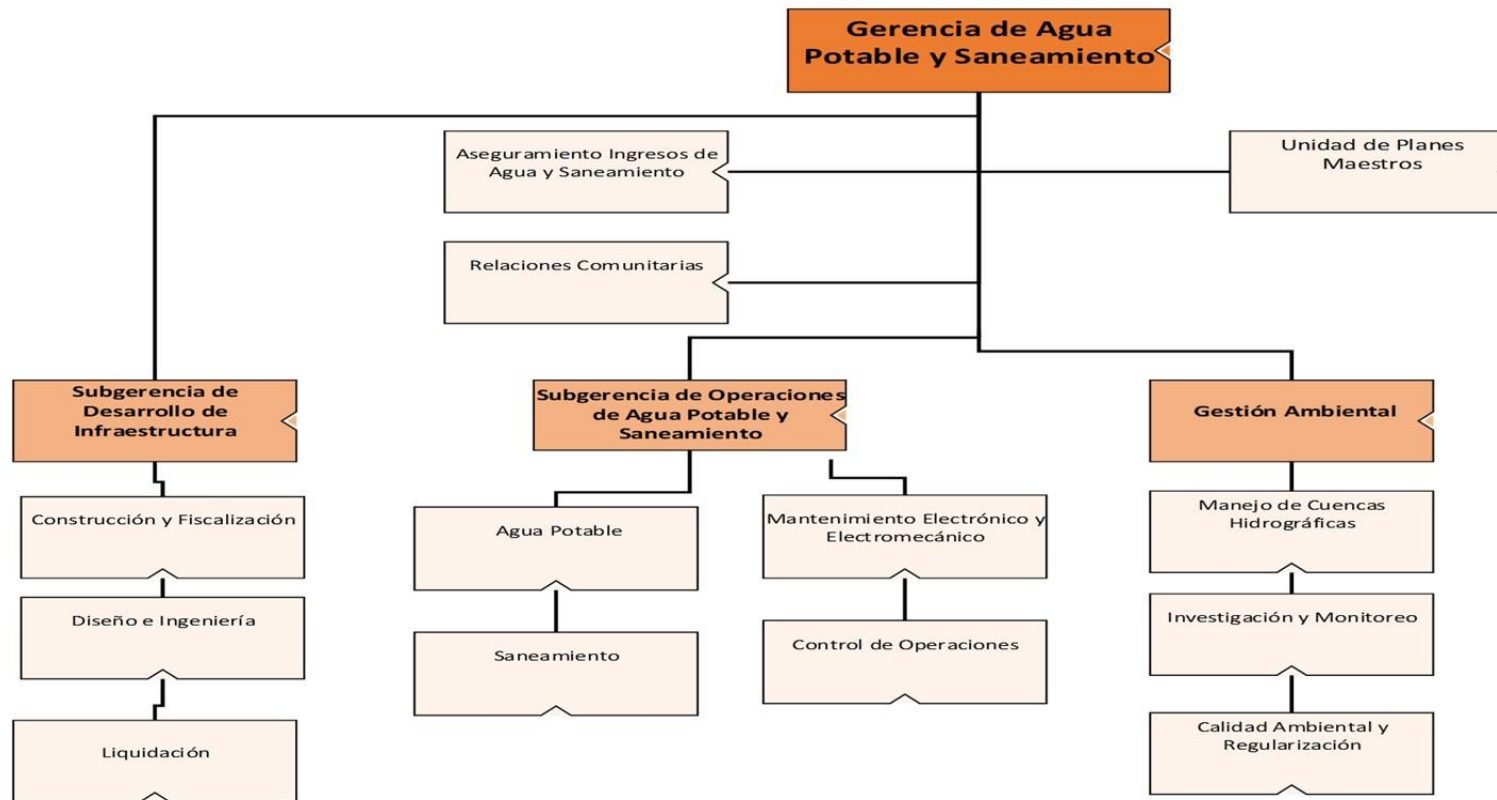 Gerencia de Agua
Potable y Saneamiento
Aseguramiento Ingresos de
Agua y Saneamiento
Unidad de Planes
Maestros
Relaciones Comunitarias
Subgerencia de
Desarrollo de
Infraestructura
Subgerencia de Operaciones
de Agua Potable y
Saneamiento
Gestión Ambiental
Construcción y Fiscalización
Diseño e Ingeniería
Liquidación
Agua Potable
Saneamiento
Mantenimiento Electrónico y
Electromecánico
Control de Operaciones
Manejo de Cuencas
Hidrográficas
Investigación y Monitoreo
Calidad Ambiental y
Regularización